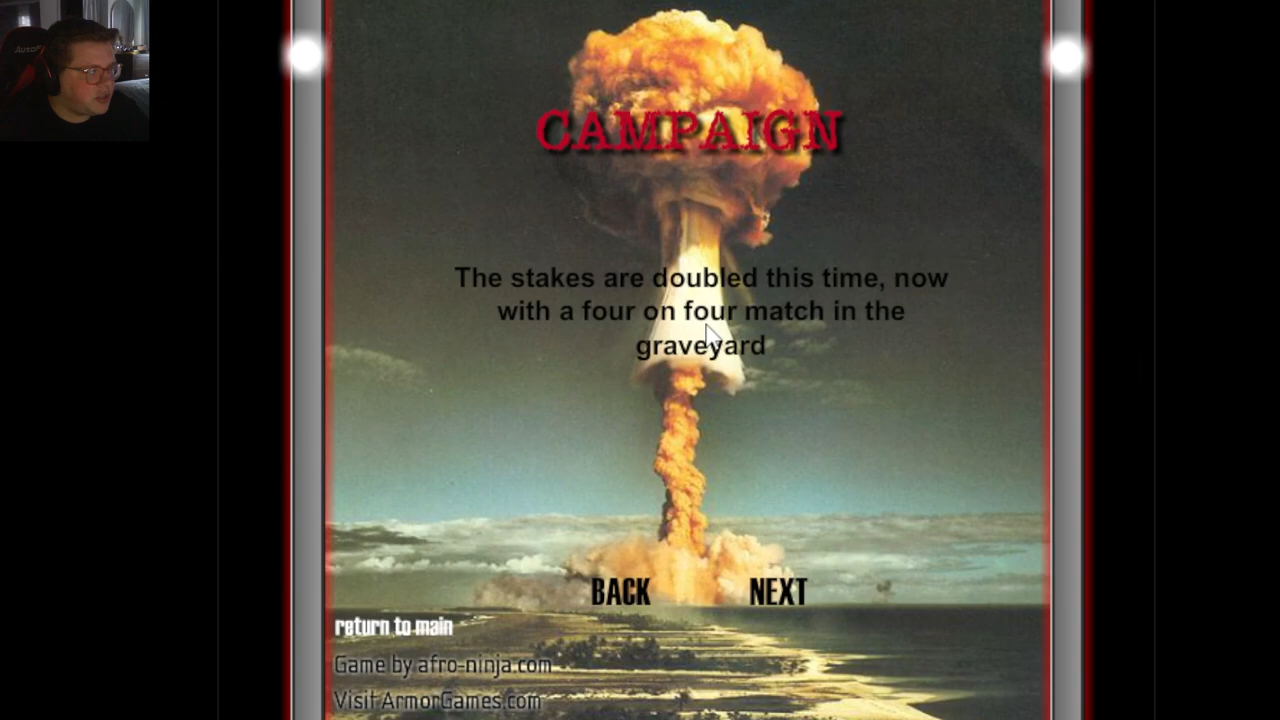 CAMPAIGN
The stakes are doubled this time, now
with a four on four match in the
graveyard
BACK NEXT
return to main
Game by afro-ninja.com
Visit ArmorGames.com